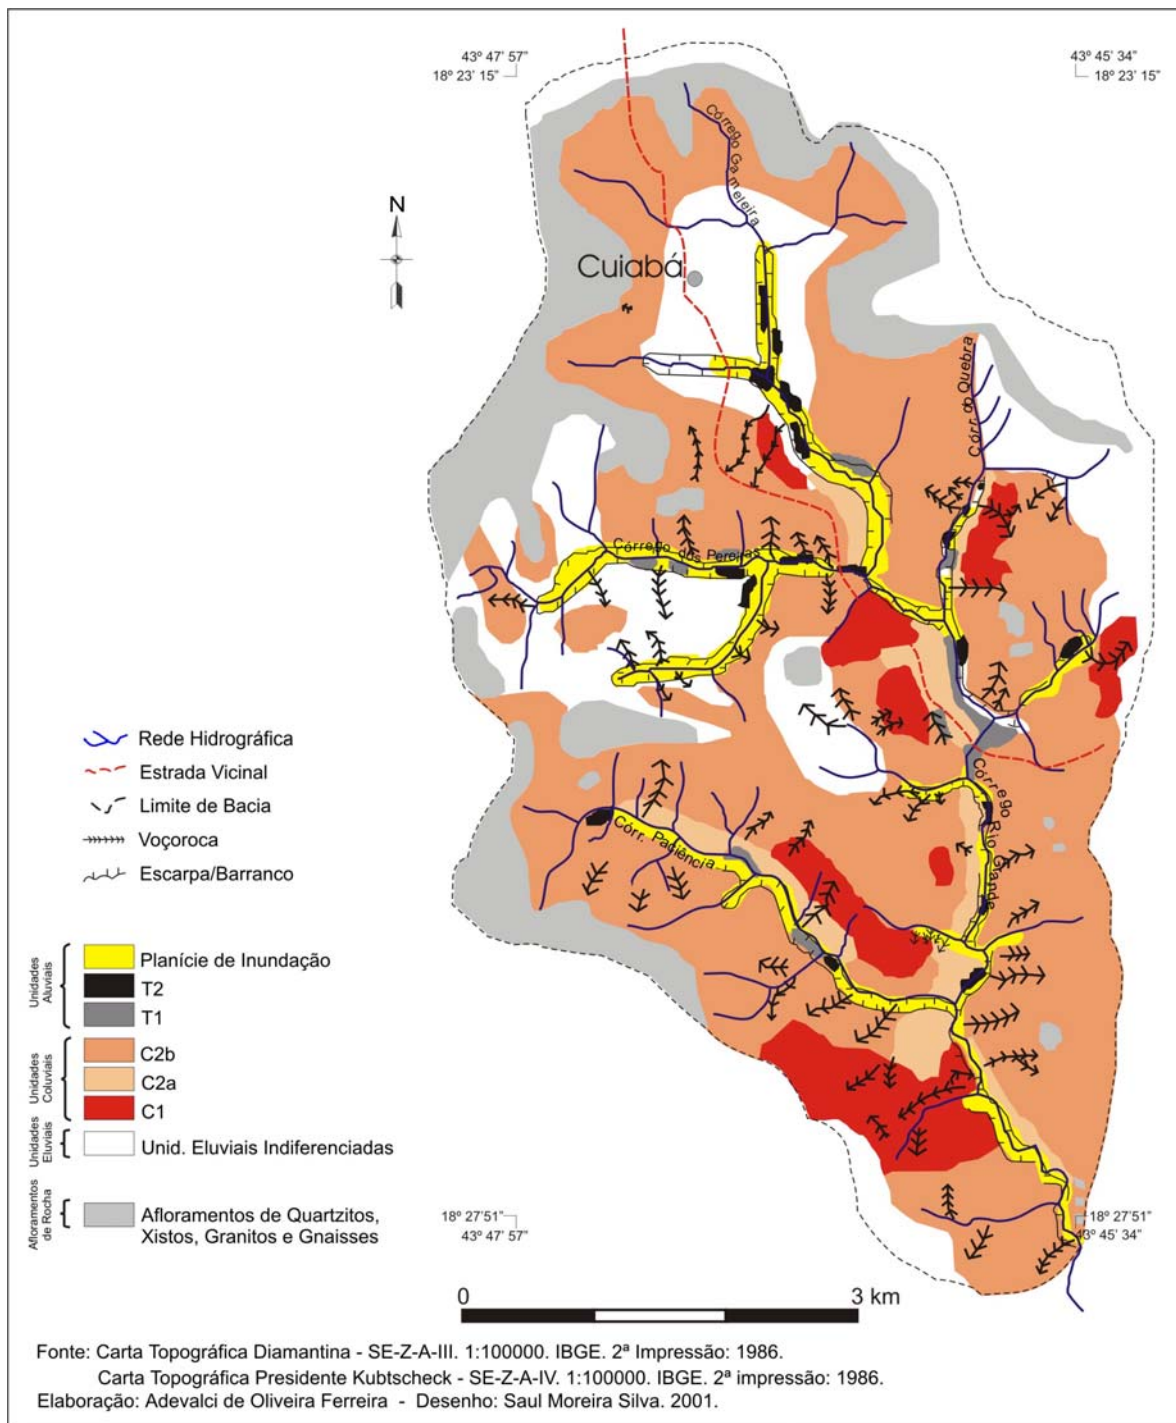 43º 47' 57"
18º 23' 15"
43º 45' 34"
18º 23' 15"
N
Córrego Gameleira
Cuiabá
Córr. do Quebra
Córrego dos Pereiras
Córrego Rio Grande
Córr. Paciência
Rede Hidrográfica
Estrada Vicinal
Limite de Bacia
Voçoroca
Escarpa/Barranco
Unidades
Aluviais
Planície de Inundação
T2
T1
Unidades
Coluviais
C2b
C2a
C1
Unidades
Eluviais
Unid. Eluviais Indiferenciadas
Afloramentos
de Rocha
Afloramentos de Quartzitos,
Xistos, Granitos e Gnaisses
18º 27'51"
43º 47' 57"
18º 27'51"
43º 45' 34"
0
3 km
Fonte: Carta Topográfica Diamantina - SE-Z-A-III. 1:100000. IBGE. 2ª Impressão: 1986.
Carta Topográfica Presidente Kubtscheck - SE-Z-A-IV. 1:100000. IBGE. 2ª impressão: 1986.
Elaboração: Adevalci de Oliveira Ferreira - Desenho: Saul Moreira Silva. 2001.